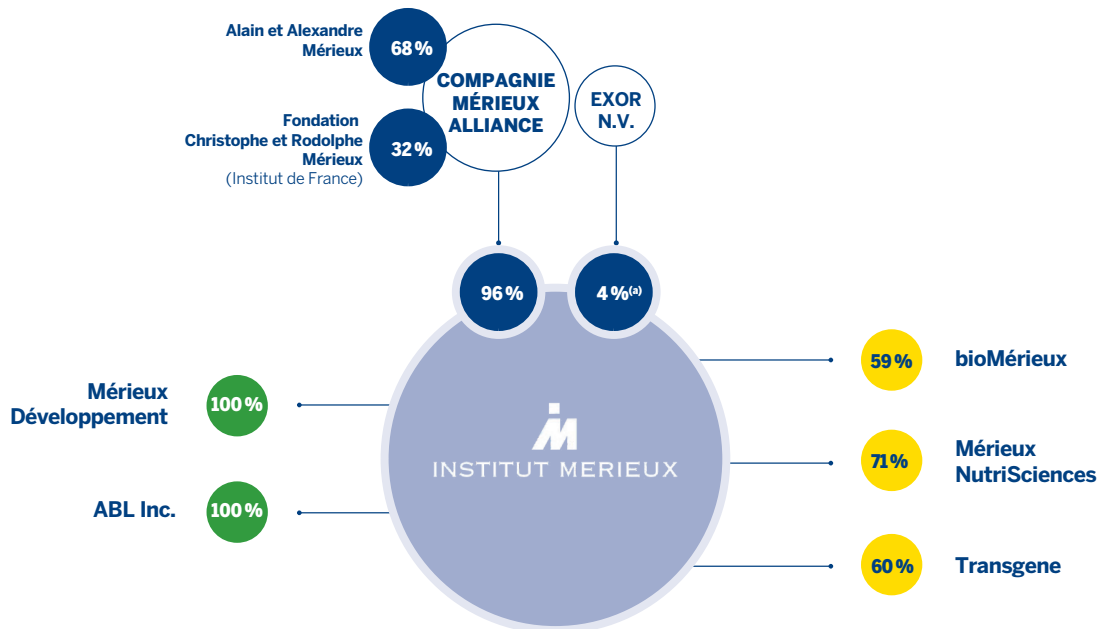 Alain et Alexandre
Mérieux
68 %
Fondation
Christophe et Rodolphe
Mérieux
(Institut de France)
32 %
COMPAGNIE
MÉRIEUX
ALLIANCE
EXOR
N.V.
96 %
4 %(a)
Mérieux
Développement
100 %
ABL Inc.
100 %
INSTITUT MERIEUX
59 %
bioMérieux
71 %
Mérieux
NutriSciences
60 %
Transgene